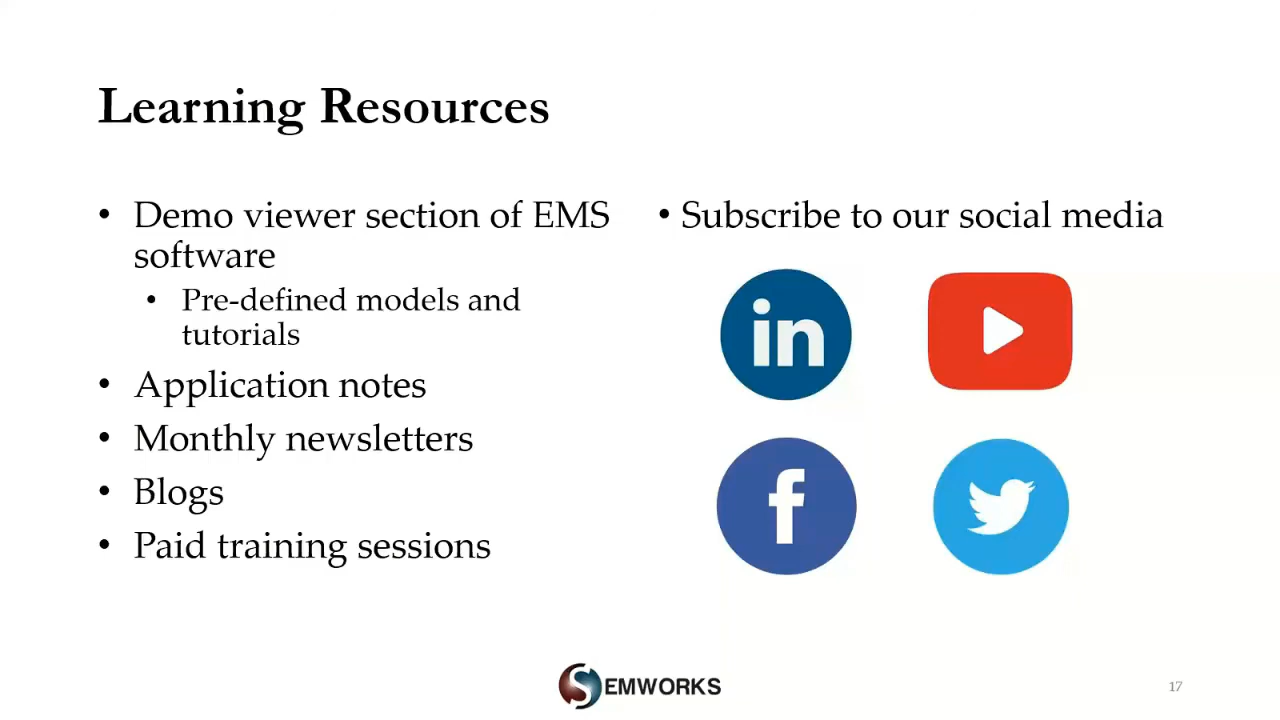 Learning Resources
• Demo viewer section of EMS
software
• Pre-defined models and
tutorials
• Application notes
• Monthly newsletters
• Blogs
• Paid training sessions
• Subscribe to our social media
in
f
SEMWORKS
17